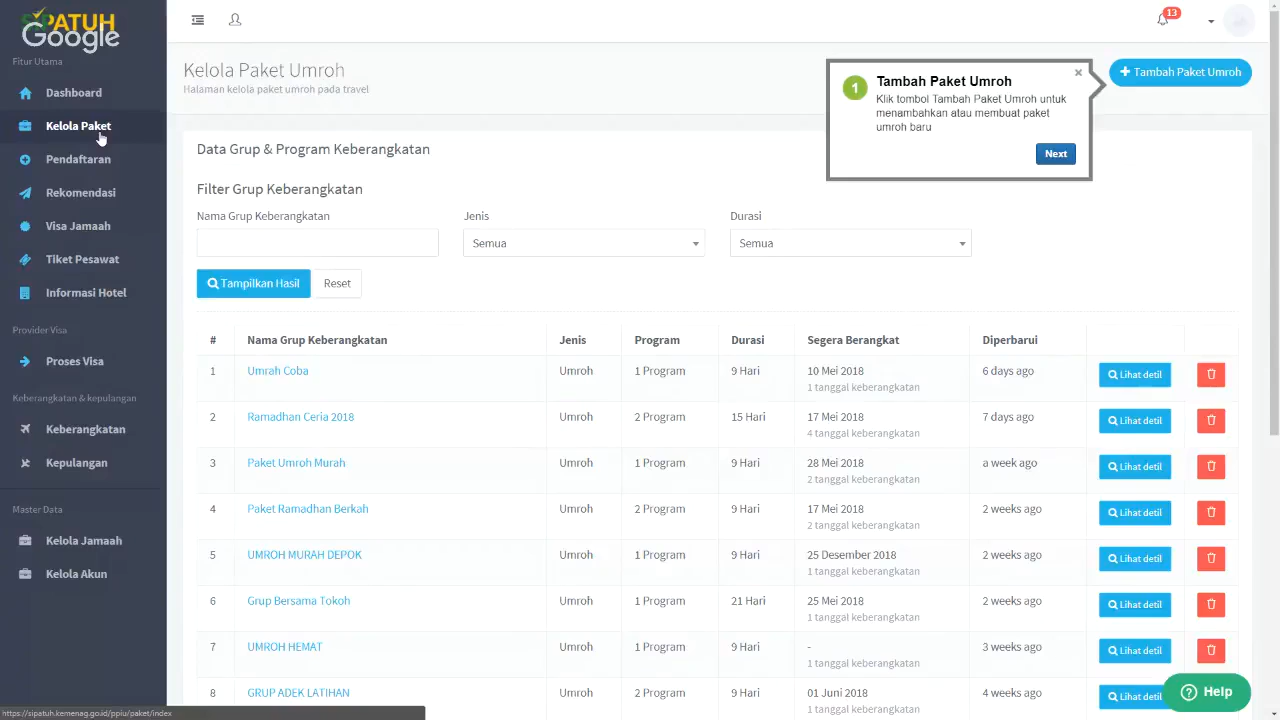 SIPATUH
Google
Fitur Utama
Dashboard
Kelola Paket
Pendaftaran
Rekomendasi
Visa Jamaah
Tiket Pesawat
Informasi Hotel
Provider Visa
Proses Visa
Keberangkatan & kepulangan
Keberangkatan
Kepulangan
Master Data
Kelola Jamaah
Kelola Akun
13
Kelola Paket Umroh
Halaman kelola paket umroh pada travel
+ Tambah Paket Umroh
1
Tambah Paket Umroh
×
Klik tombol Tambah Paket Umroh untuk
menambahkan atau membuat paket
umroh baru
Next
Data Grup & Program Keberangkatan
Filter Grup Keberangkatan
Nama Grup Keberangkatan Jenis Durasi
Semua Semua
Tampilkan Hasil Reset
# Nama Grup Keberangkatan Jenis Program Durasi Segera Berangkat Diperbarui
1 Umrah Coba Umroh 1 Program 9 Hari 10 Mei 2018 6 days ago Lihat detil
1 tanggal keberangkatan
2 Ramadhan Ceria 2018 Umroh 2 Program 15 Hari 17 Mei 2018 7 days ago Lihat detil
4 tanggal keberangkatan
3 Paket Umroh Murah Umroh 1 Program 9 Hari 28 Mei 2018 a week ago Lihat detil
2 tanggal keberangkatan
4 Paket Ramadhan Berkah Umroh 2 Program 9 Hari 17 Mei 2018 2 weeks ago Lihat detil
2 tanggal keberangkatan
5 UMROH MURAH DEPOK Umroh 1 Program 9 Hari 25 Desember 2018 2 weeks ago Lihat detil
1 tanggal keberangkatan
6 Grup Bersama Tokoh Umroh 1 Program 21 Hari 25 Mei 2018 2 weeks ago Lihat detil
1 tanggal keberangkatan
7 UMROH HEMAT Umroh 1 Program 9 Hari - 3 weeks ago Lihat detil
1 tanggal keberangkatan
8 GRUP ADEK LATIHAN Umroh 2 Program 9 Hari 01 Juni 2018 4 weeks ago Lihat detil
1 tanggal keberangkatan
Help
https://sipatuh.kemenag.go.id/ppiu/paket/index